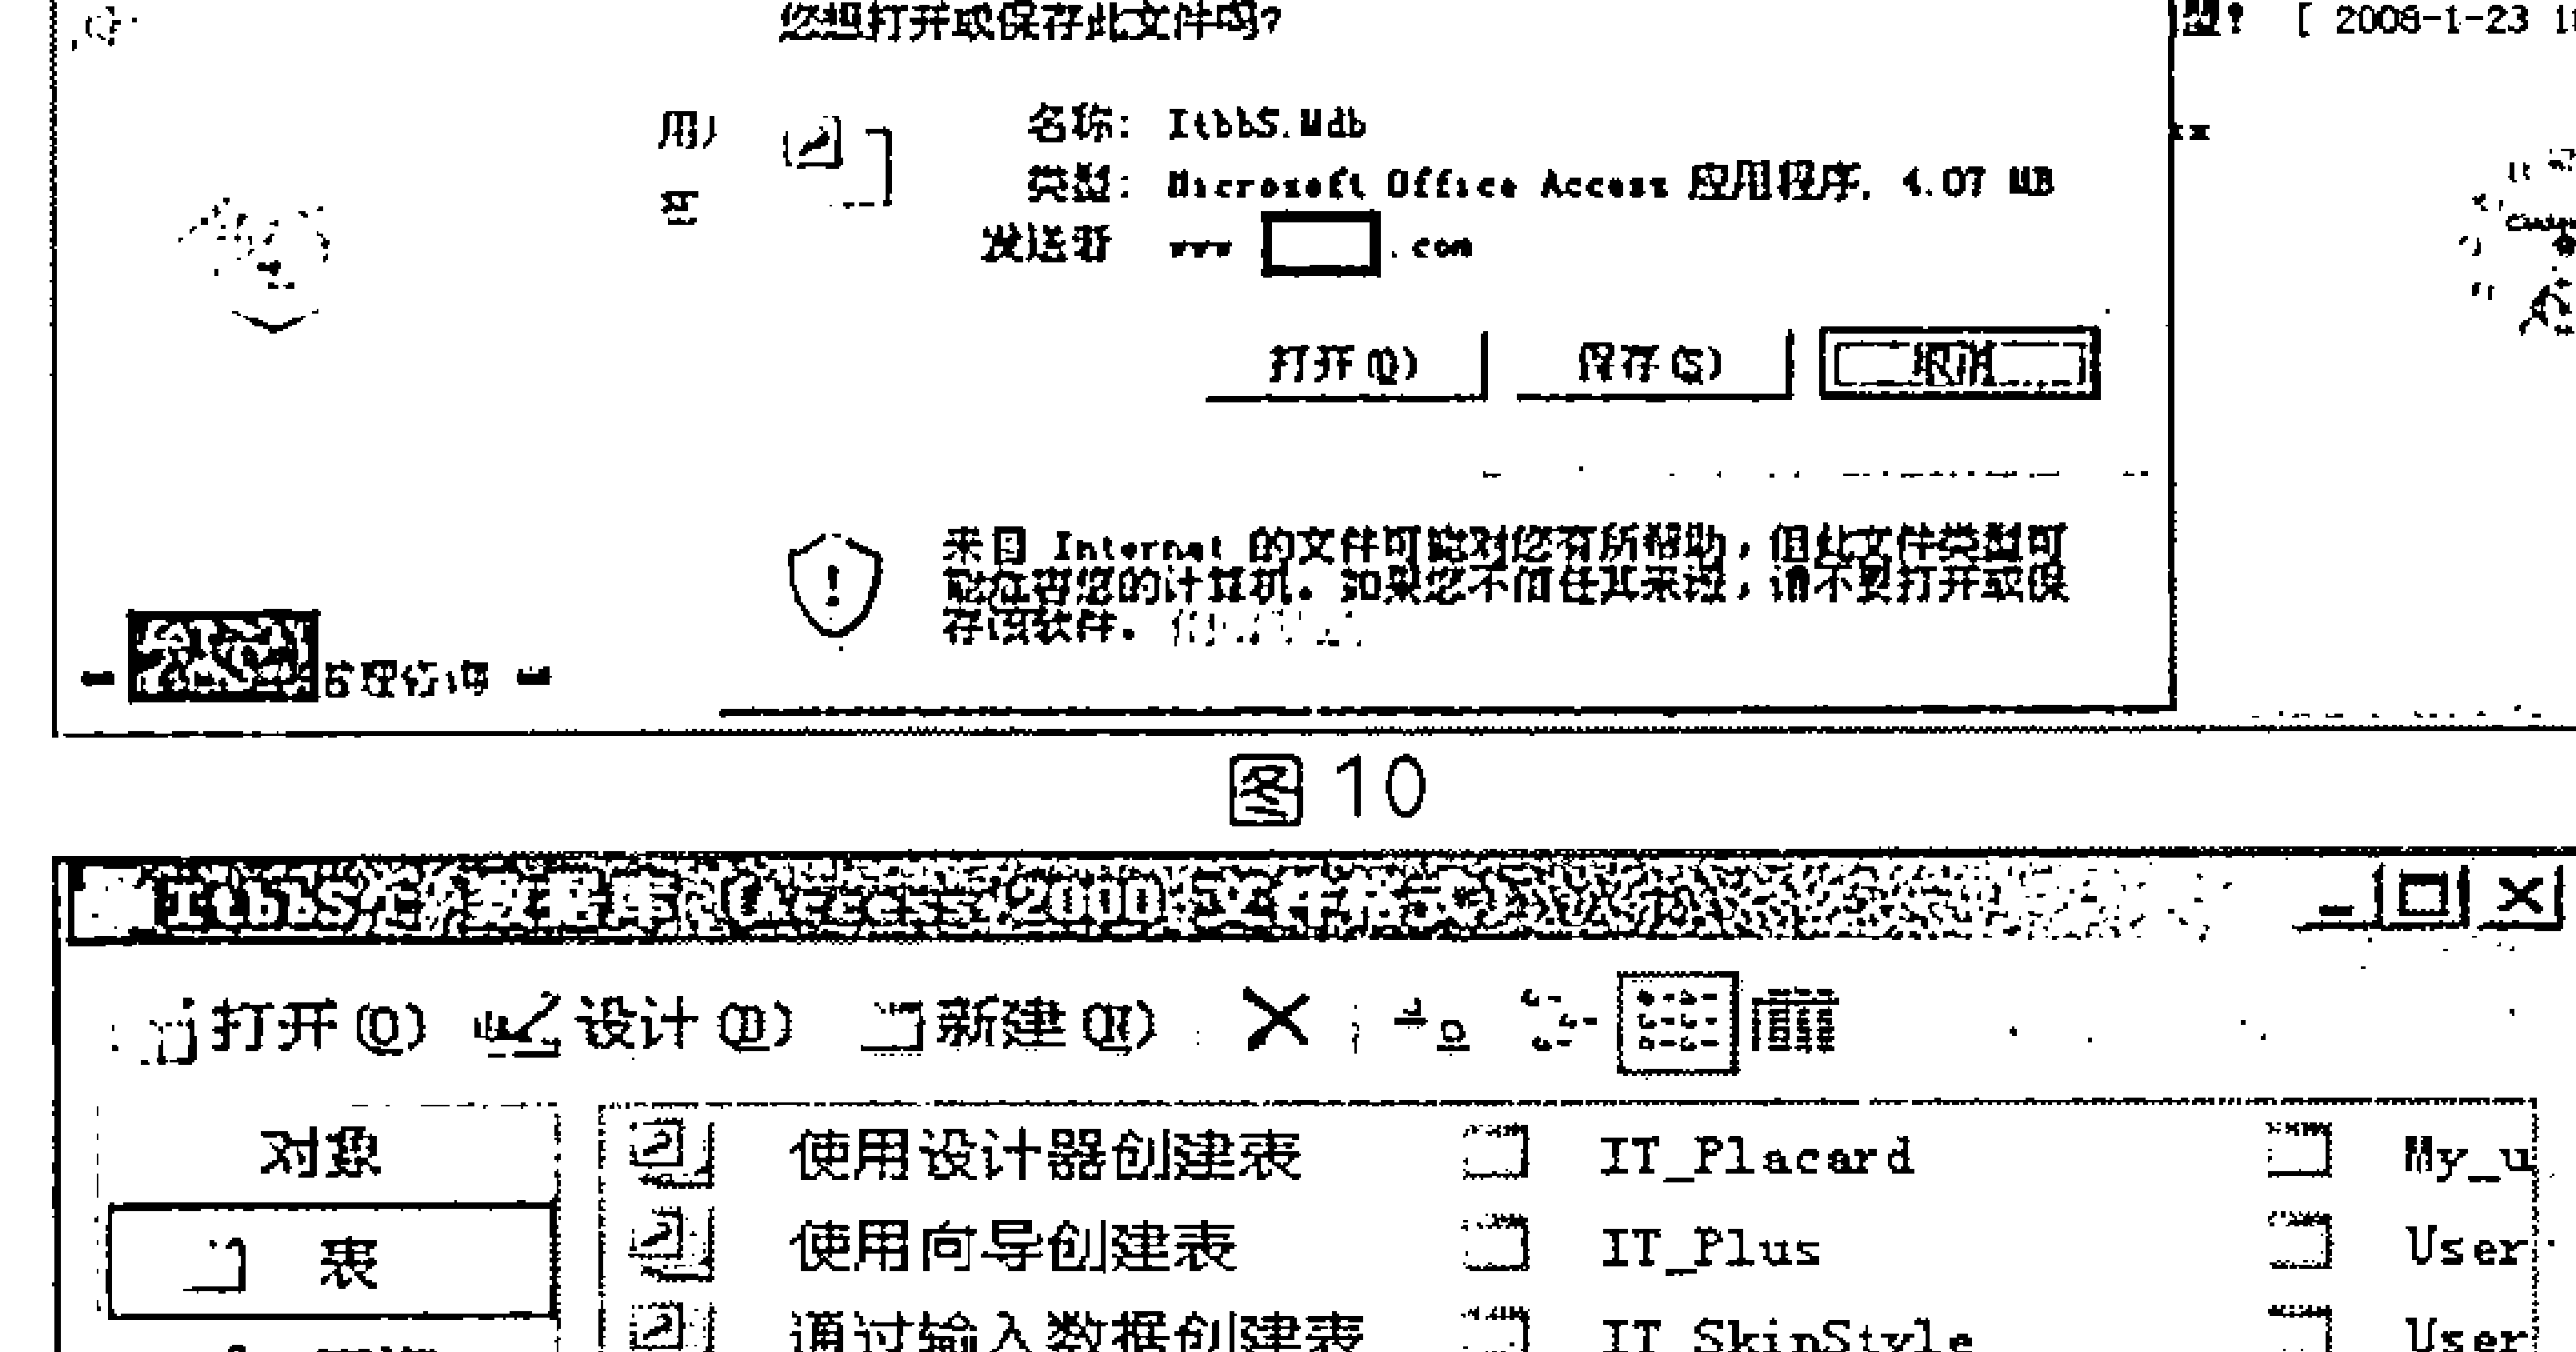 您想打开或保存此文件吗?
[ 2006-1-23
名称: ItbbS.Mdb
类型: Microsoft Office Access 应用程序, 4.07 MB
发送者 www .com
打开(O) 保存(S) 取消
来自 Internet 的文件可能对您有所帮助，但此文件类型可
能危害您的计算机。如果您不信任其来源，请不要打开或保
存该软件。
图 10
ItbbS : 数据库 (Access 2000 文件格式)
打开(O) 设计(D) 新建(N)
对象
使用设计器创建表 IT_Placard My_u
表 使用向导创建表 IT_Plus User
通过输入数据创建表 IT_SkinStyle User